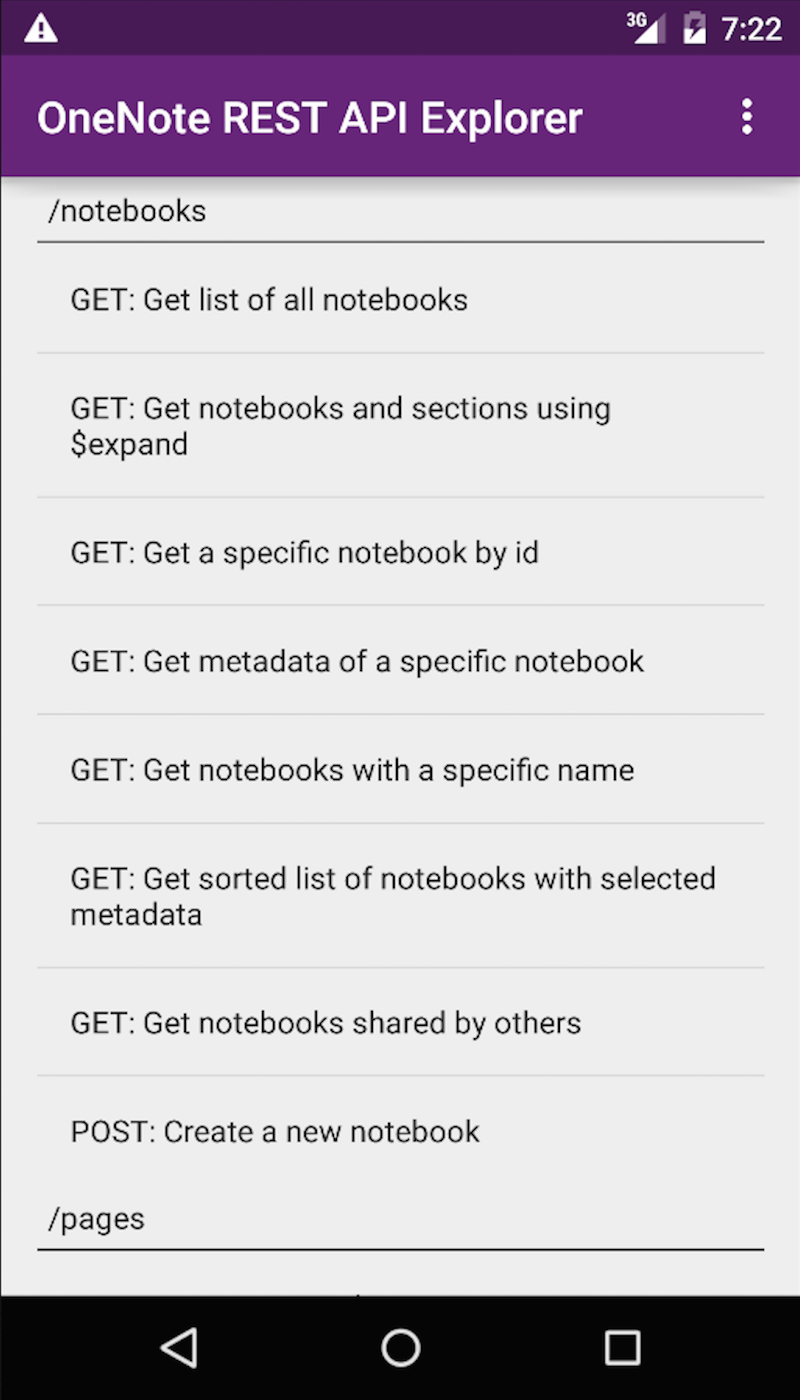 3G 7:22
OneNote REST API Explorer
/notebooks
GET: Get list of all notebooks
GET: Get notebooks and sections using
$expand
GET: Get a specific notebook by id
GET: Get metadata of a specific notebook
GET: Get notebooks with a specific name
GET: Get sorted list of notebooks with selected
metadata
GET: Get notebooks shared by others
POST: Create a new notebook
/pages